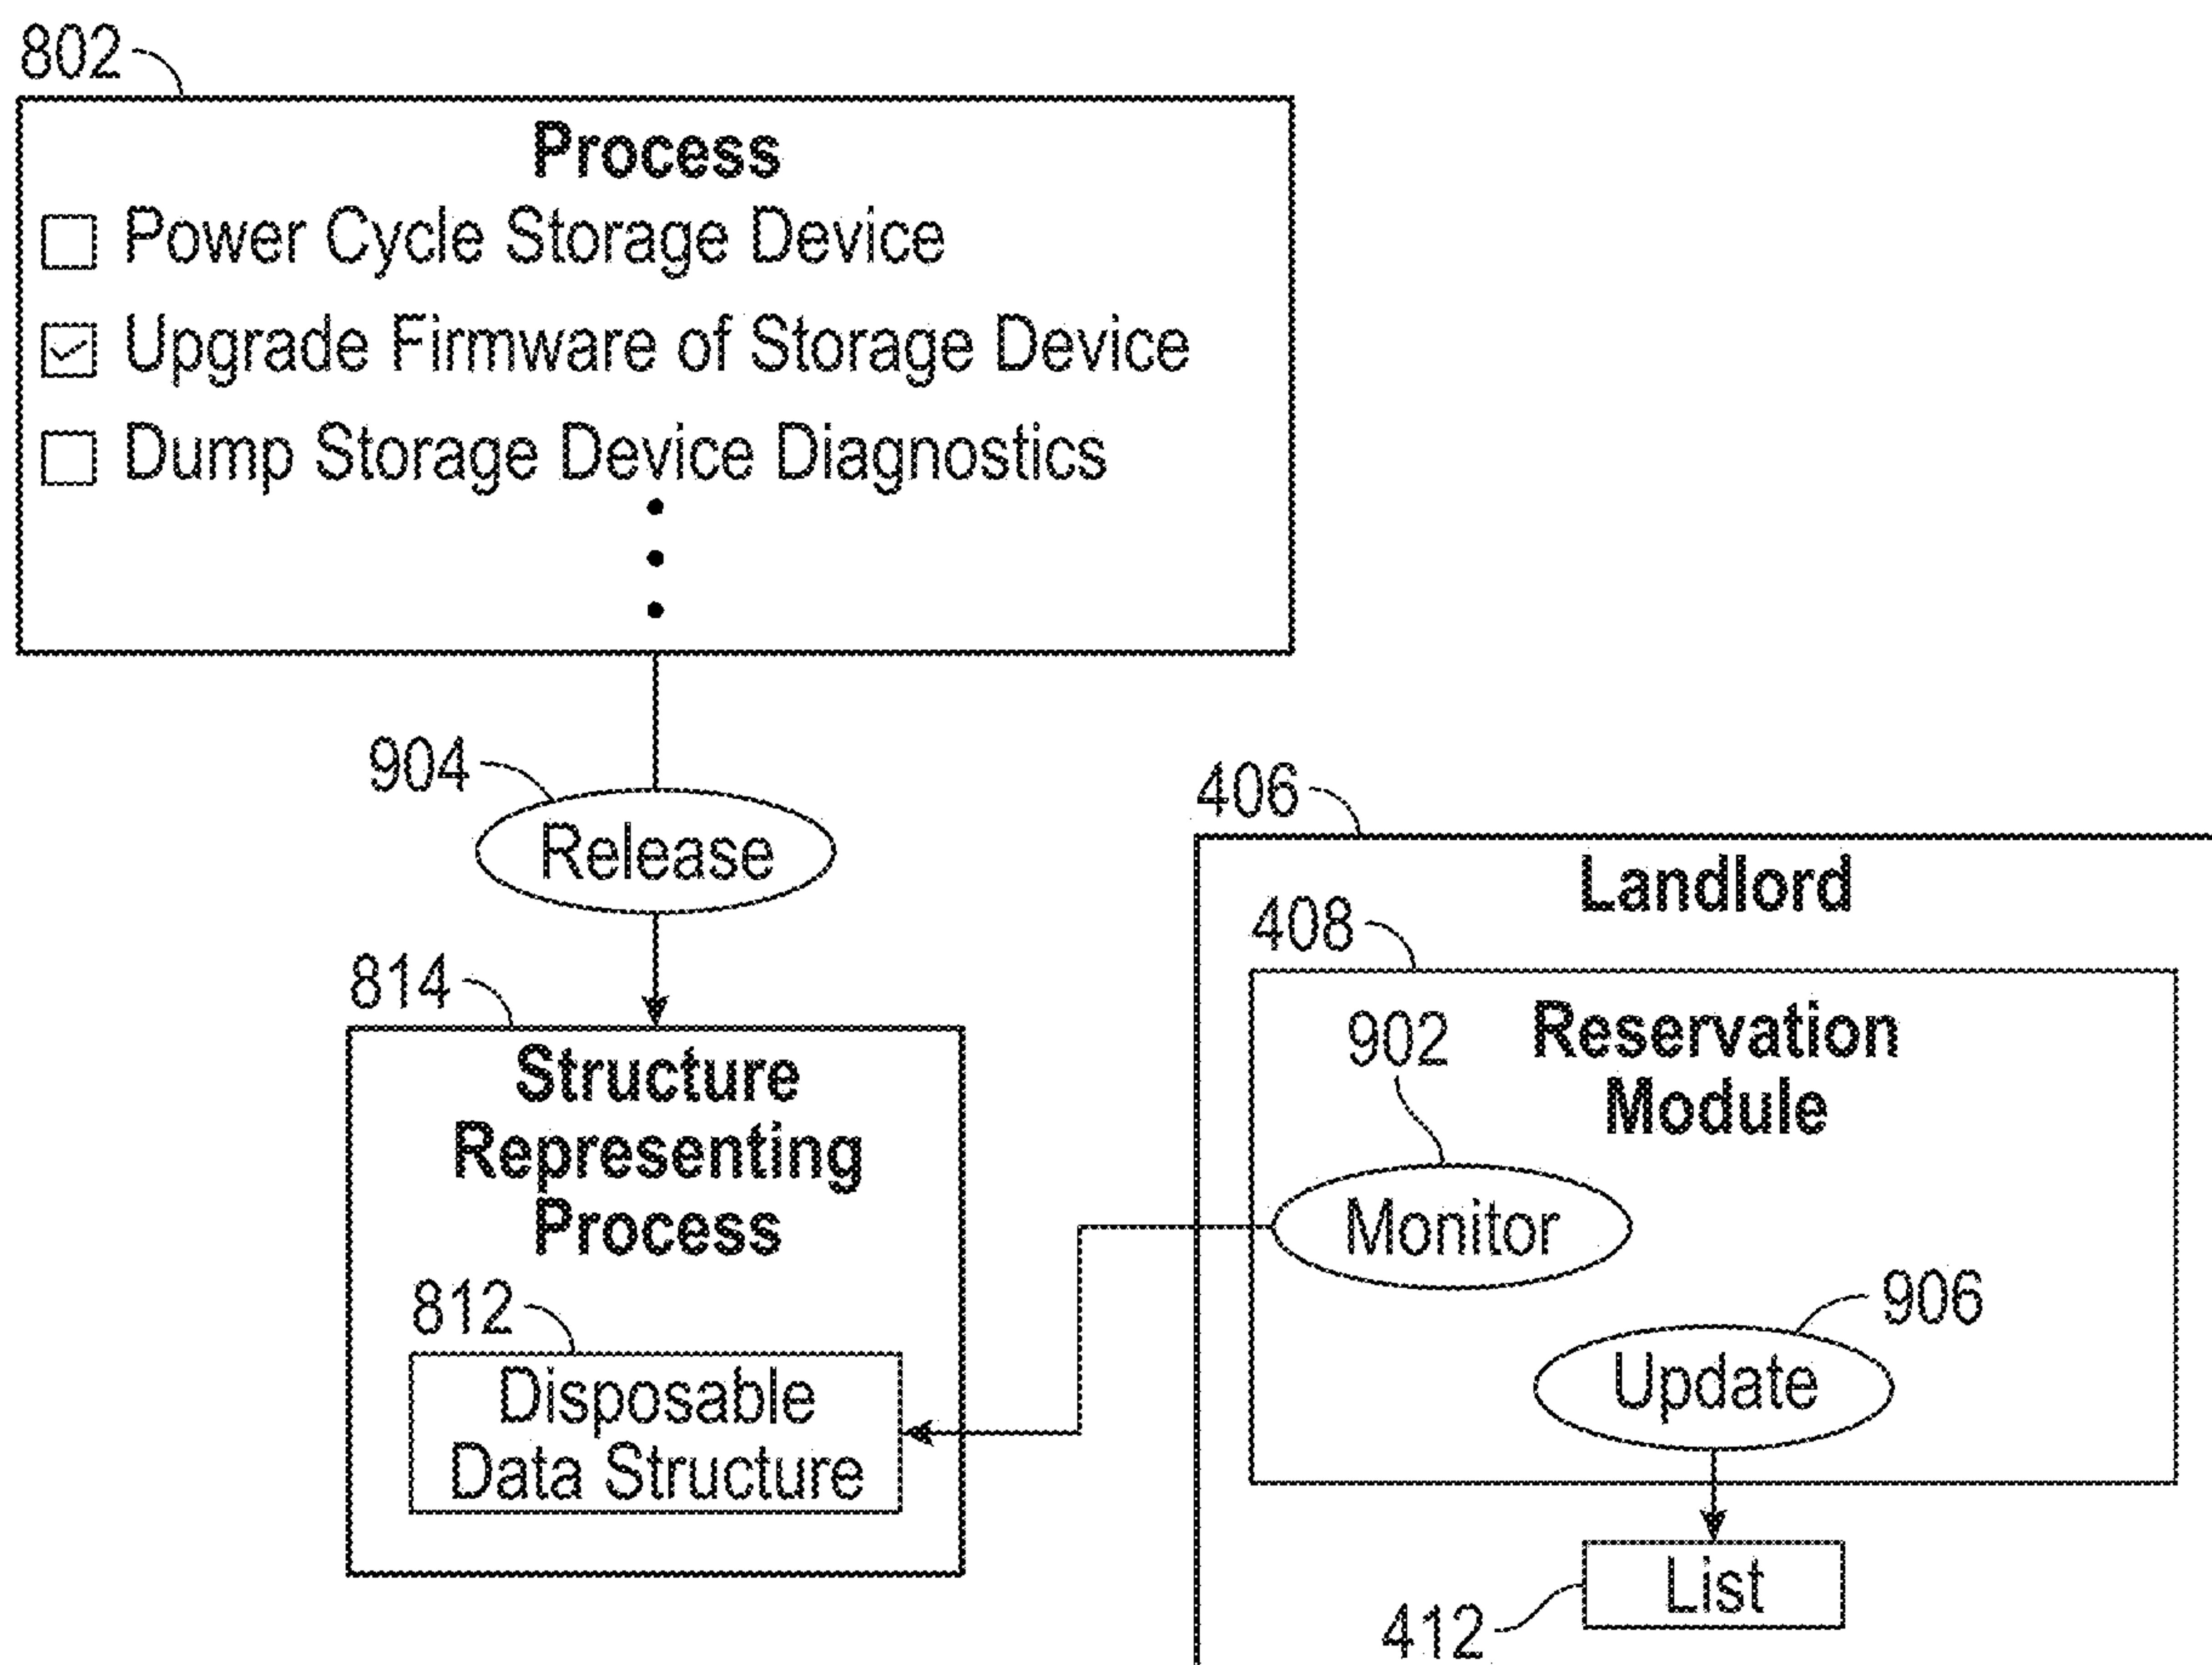 802
Process
Power Cycle Storage Device
Upgrade Firmware of Storage Device
Dump Storage Device Diagnostics
904
Release
406
Landlord
408
Reservation
Module
902
Monitor
906
Update
814
Structure
Representing
Process
812
Disposable
Data Structure
List
412